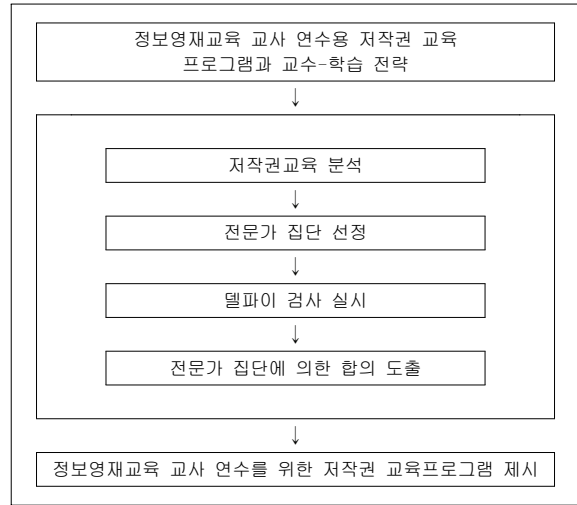 정보영재교육 교사 연수용 저작권 교육
프로그램과 교수-학습 전략
↓
저작권교육 분석
↓
전문가 집단 선정
↓
델파이 검사 실시
↓
전문가 집단에 의한 합의 도출
↓
정보영재교육 교사 연수를 위한 저작권 교육프로그램 제시